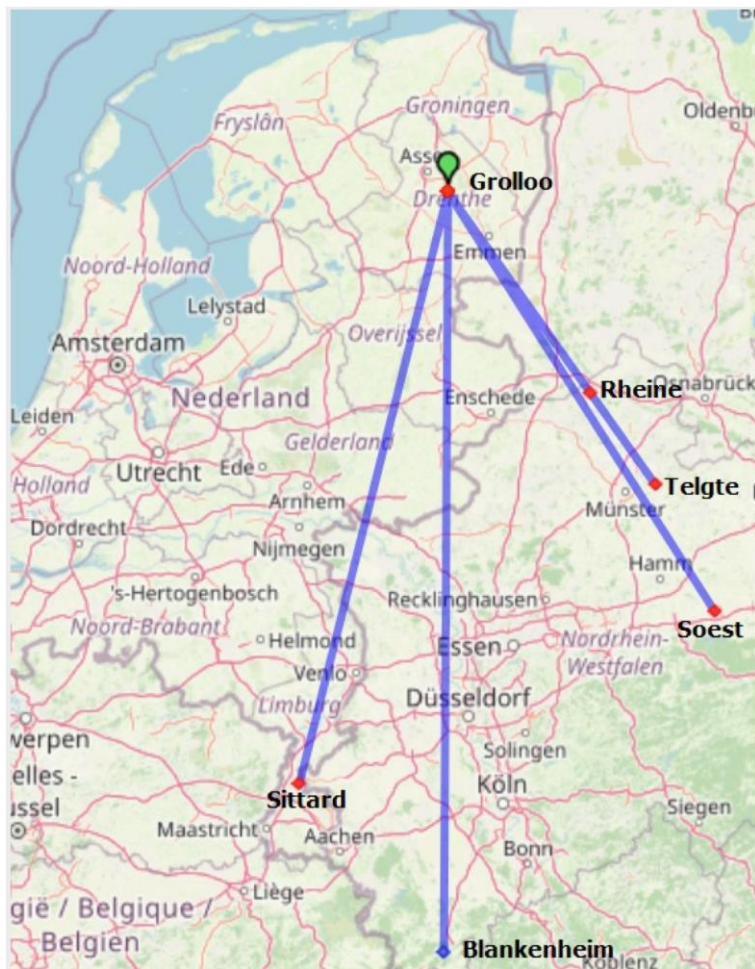 Br
Groningen
Oldenbu
Fryslân
Asse
Grolloo
Drenthe
Emmen
Noord-Holland
Lelystad
Overijssel
Amsterdam
Rheine
Osnabrück
Nederland
Enschede
Leiden
Gelderland
Utrecht
Ede
Telgte
Holland
Arnhem
Münster
Dordrecht
Nijmegen
Hamm
's-Hertogenbosch
Recklinghausen
Noord-Brabant
Soest
Helmond
Essen
Nordrhein-
Westfalen
Venlo
Limburg
Düsseldorf
werpen
Solingen
elles -
Köln
Sittard
ussel
Siegen
Maastricht
Aachen
Bonn
Liège
gië / Belgique /
Belgien
Blankenheim
Koblenz